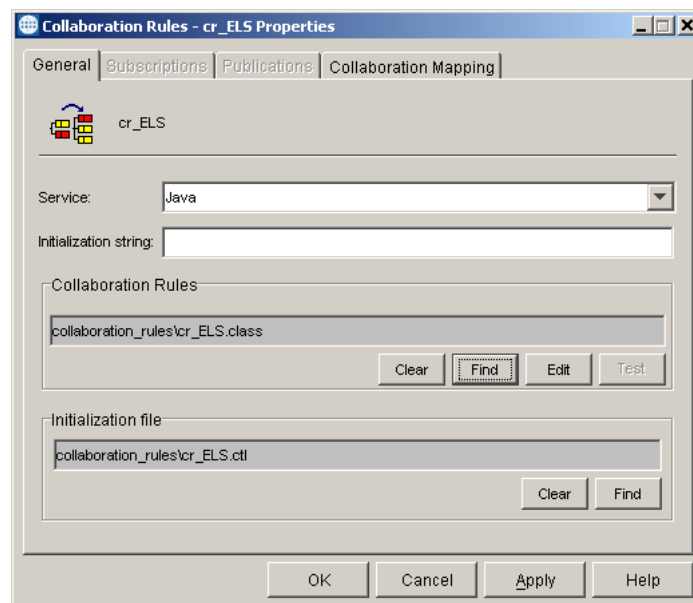 Collaboration Rules - cr_ELS Properties
General Subscriptions Publications Collaboration Mapping
cr_ELS
Service: Java
Initialization string:
Collaboration Rules
collaboration_rules\cr_ELS.class
Clear Find Edit Test
Initialization file
collaboration_rules\cr_ELS.ctl
Clear Find
OK Cancel Apply Help